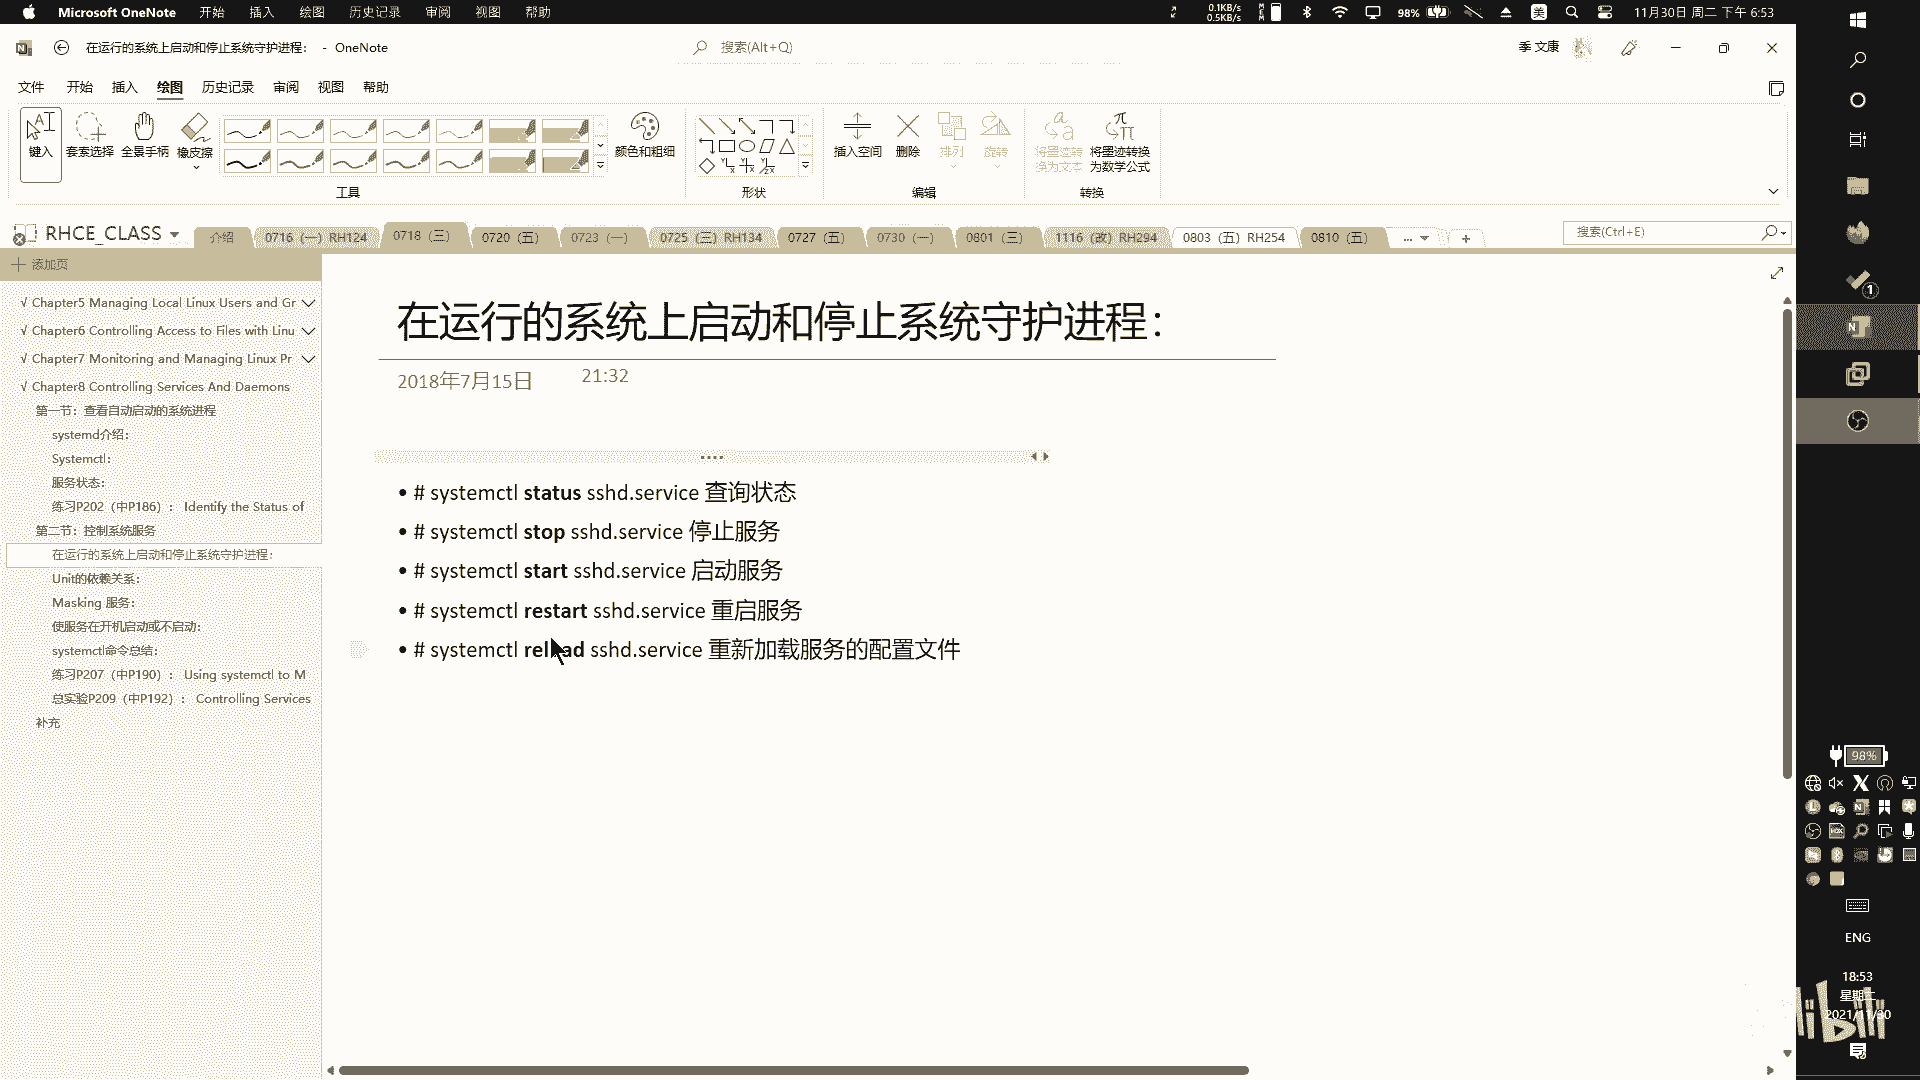 Microsoft OneNote 开始 插入 绘图 历史记录 审阅 视图 帮助
0.1KB/s
0.5KB/s
98%
美
11月30日 周二 下午 6:53
在运行的系统上启动和停止系统守护进程： - OneNote
搜索(Alt+Q)
季 文康
文件 开始 插入 绘图 历史记录 审阅 视图 帮助
键入 套索选择 全景手柄 橡皮擦
颜色和粗细
插入空间 删除 排列 旋转
将墨迹转换为文本
将墨迹转换为数学公式
工具 形状 编辑 转换
RHCE_CLASS
介绍 0716（一）RH124 0718（三） 0720（五） 0723（一） 0725（三）RH134 0727（五） 0730（一） 0801（三） 1116（改）RH294 0803（五）RH254 0810（五） ... +
搜索(Ctrl+E)
添加页
√ Chapter5 Managing Local Linux Users and Gr
√ Chapter6 Controlling Access to Files with Linu
√ Chapter7 Monitoring and Managing Linux Pr
√ Chapter8 Controlling Services And Daemons
第一节：查看自动启动的系统进程
systemd介绍：
Systemctl：
服务状态：
练习P202（中P186）： Identify the Status of
第二节：控制系统服务
在运行的系统上启动和停止系统守护进程：
Unit的依赖关系：
Masking 服务：
使服务在开机启动或不启动：
systemctl命令总结：
练习P207（中P190）： Using systemctl to M
总实验P209（中P192）： Controlling Services
补充
在运行的系统上启动和停止系统守护进程：
2018年7月15日 21:32
• # systemctl status sshd.service 查询状态
• # systemctl stop sshd.service 停止服务
• # systemctl start sshd.service 启动服务
• # systemctl restart sshd.service 重启服务
• # systemctl reload sshd.service 重新加载服务的配置文件
1
98%
ENG
18:53
星期二
2021/11/30